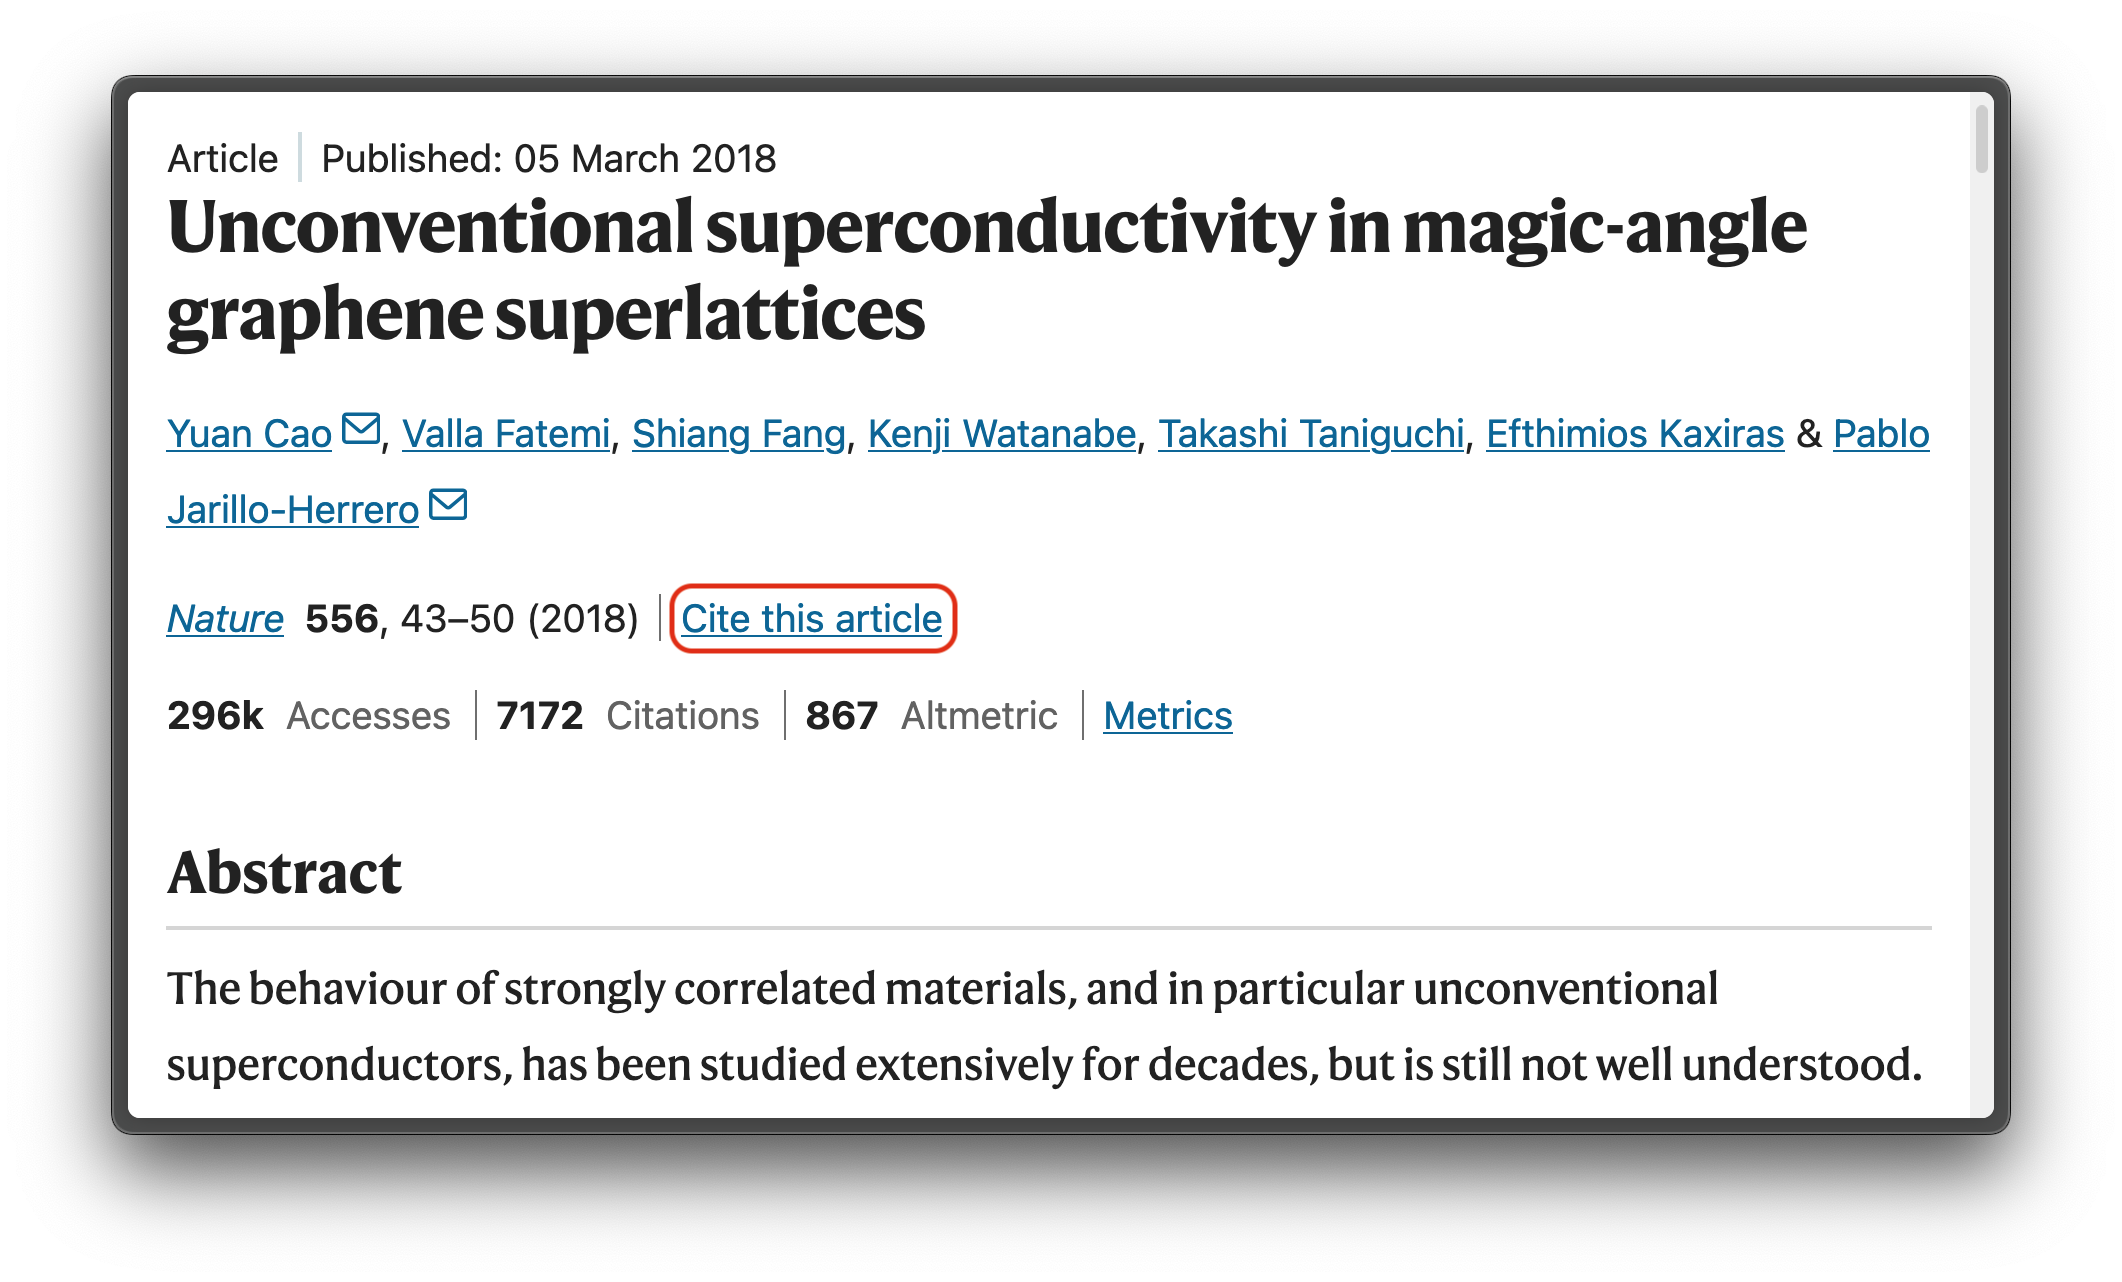 Article | Published: 05 March 2018
Unconventional superconductivity in magic-angle
graphene superlattices
Yuan Cao, Valla Fatemi, Shiang Fang, Kenji Watanabe, Takashi Taniguchi, Efthimios Kaxiras & Pablo
Jarillo-Herrero
Nature 556, 43–50 (2018) | Cite this article
296k Accesses | 7172 Citations | 867 Altmetric | Metrics
Abstract
The behaviour of strongly correlated materials, and in particular unconventional
superconductors, has been studied extensively for decades, but is still not well understood.